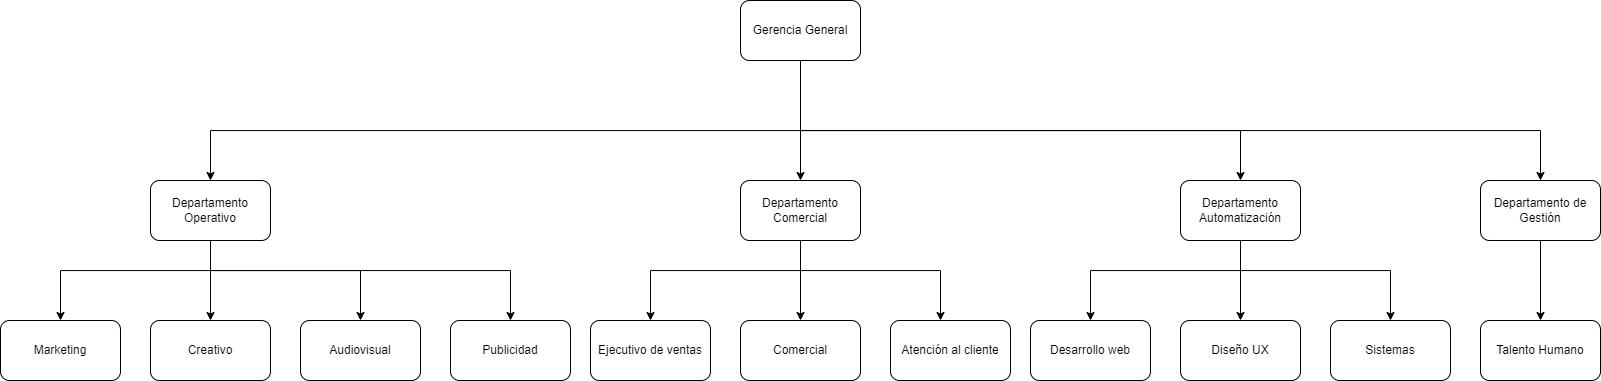 Gerencia General
Departamento
Operativo
Departamento
Comercial
Departamento
Automatización
Departamento de
Gestión
Marketing
Creativo
Audiovisual
Publicidad
Ejecutivo de ventas
Comercial
Atención al cliente
Desarrollo web
Diseño UX
Sistemas
Talento Humano